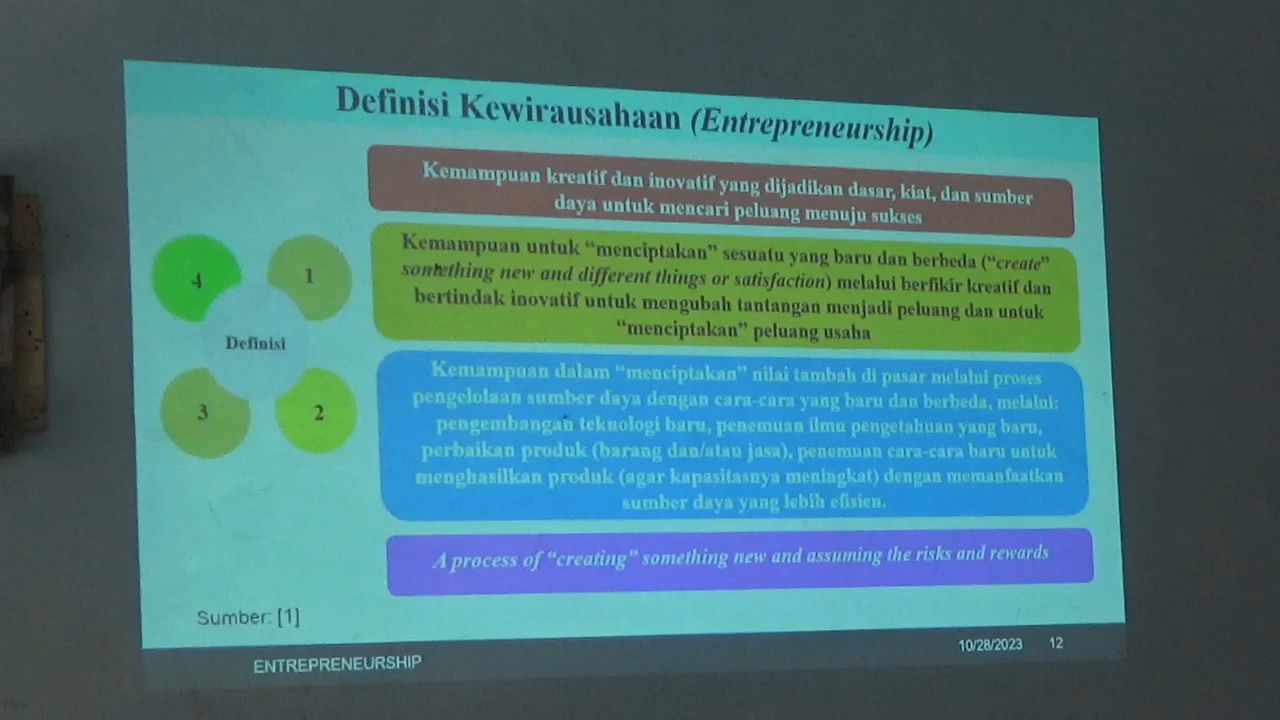 Definisi Kewirausahaan (Entrepreneurship)
Kemampuan kreatif dan inovatif yang dijadikan dasar, kiat, dan sumber
daya untuk mencari peluang menuju sukses
Kemampuan untuk “menciptakan” sesuatu yang baru dan berbeda (“create”
something new and different things or satisfaction) melalui berfikir kreatif dan
bertindak inovatif untuk mengubah tantangan menjadi peluang dan untuk
“menciptakan” peluang usaha
Kemampuan dalam “menciptakan” nilai tambah di pasar melalui proses
pengelolaan sumber daya dengan cara-cara yang baru dan berbeda, melalui:
pengembangan teknologi baru, penemuan ilmu pengetahuan yang baru,
perbaikan produk (barang dan/atau jasa), penemuan cara-cara baru untuk
menghasilkan produk (agar kapasitasnya meningkat) dengan memanfaatkan
sumber daya yang lebih efisien.
A process of “creating” something new and assuming the risks and rewards
4
1
Definisi
3
2
Sumber: [1]
ENTREPRENEURSHIP
10/28/2023
12